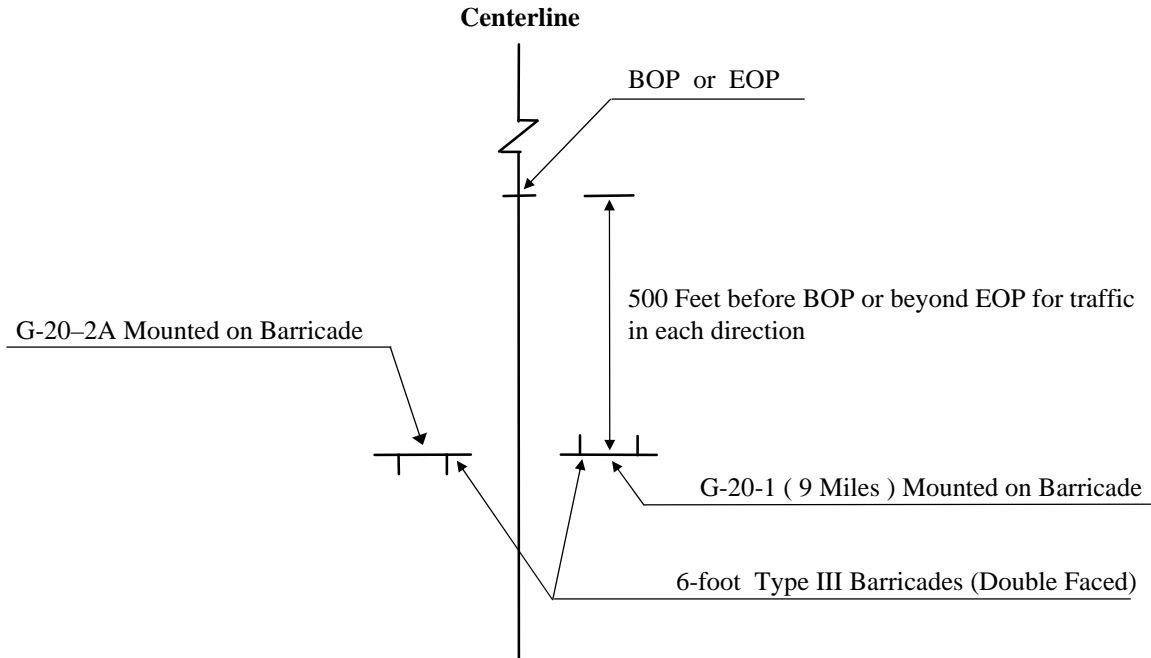 Centerline
BOP or EOP
500 Feet before BOP or beyond EOP for traffic
in each direction
G-20–2A Mounted on Barricade
G-20-1 ( 9 Miles ) Mounted on Barricade
6-foot Type III Barricades (Double Faced)